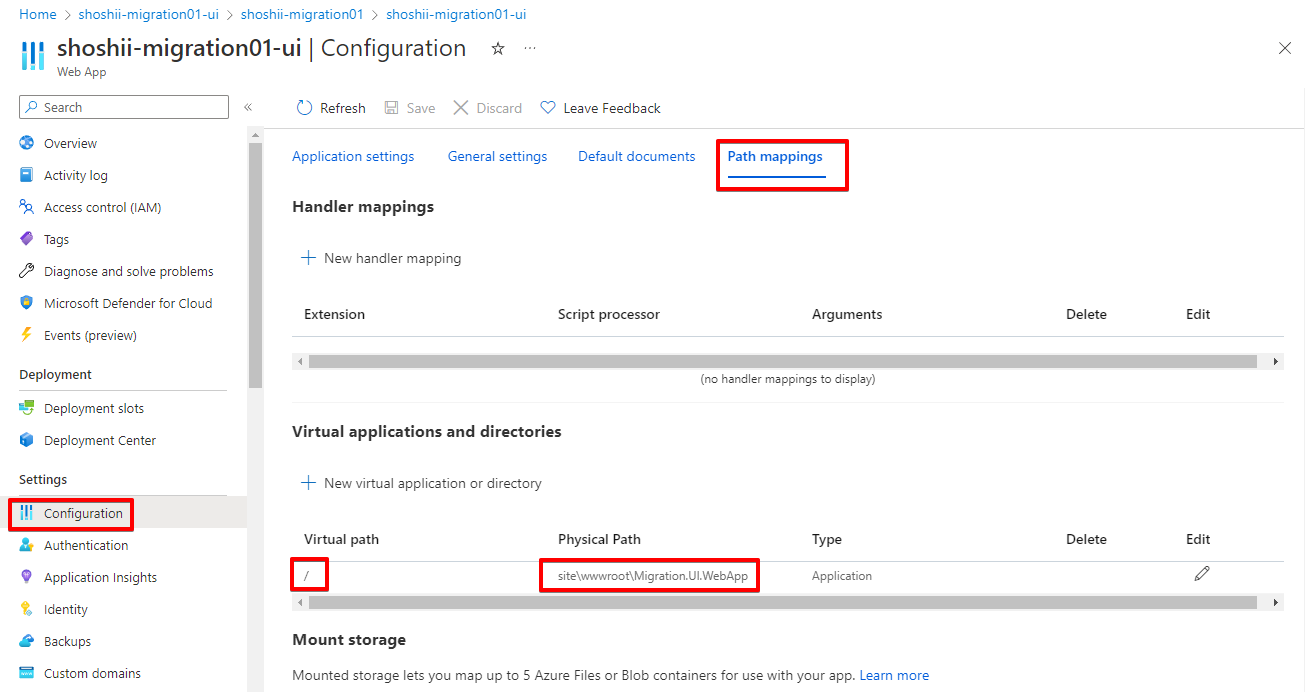 Home > shoshii-migration01-ui > shoshii-migration01 > shoshii-migration01-ui
shoshii-migration01-ui | Configuration
Web App
Search
Overview
Activity log
Access control (IAM)
Tags
Diagnose and solve problems
Microsoft Defender for Cloud
Events (preview)
Deployment
Deployment slots
Deployment Center
Settings
Configuration
Authentication
Application Insights
Identity
Backups
Custom domains
Refresh Save Discard Leave Feedback
Application settings General settings Default documents Path mappings
Handler mappings
New handler mapping
Extension Script processor Arguments Delete Edit
(no handler mappings to display)
Virtual applications and directories
New virtual application or directory
Virtual path Physical Path Type Delete Edit
/ site\wwwroot\Migration.UI.WebApp Application
Mount storage
Mounted storage lets you map up to 5 Azure Files or Blob containers for use with your app. Learn more